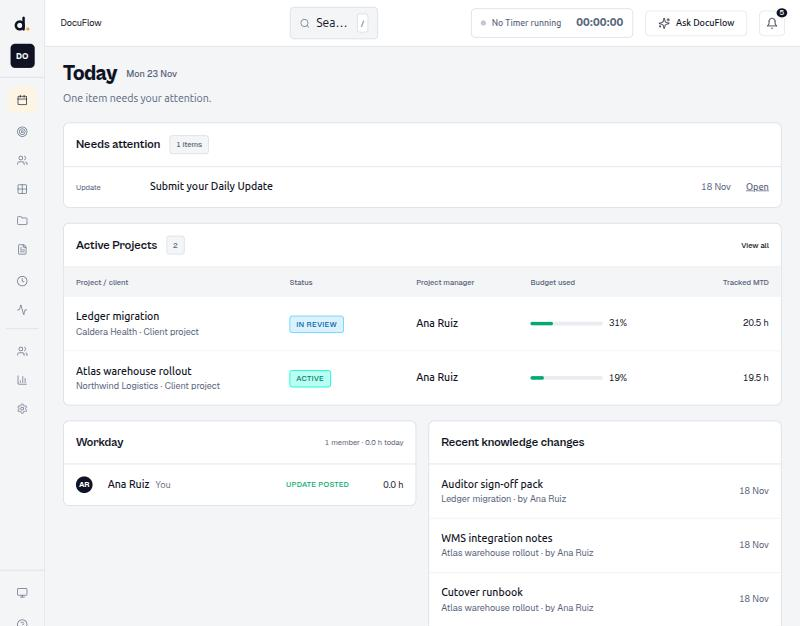 d.
DocuFlow
Sea... /
No Timer running 00:00:00
Ask DocuFlow
5
DO
Today Mon 23 Nov
One item needs your attention.
Needs attention 1 items
Update Submit your Daily Update 18 Nov Open
Active Projects 2 View all
Project / client Status Project manager Budget used Tracked MTD
Ledger migration
Caldera Health · Client project
IN REVIEW Ana Ruiz 31% 20.5 h
Atlas warehouse rollout
Northwind Logistics · Client project
ACTIVE Ana Ruiz 19% 19.5 h
Workday 1 member · 0.0 h today
AR Ana Ruiz You UPDATE POSTED 0.0 h
Recent knowledge changes
Auditor sign-off pack
Ledger migration · by Ana Ruiz
18 Nov
WMS integration notes
Atlas warehouse rollout · by Ana Ruiz
18 Nov
Cutover runbook
Atlas warehouse rollout · by Ana Ruiz
18 Nov